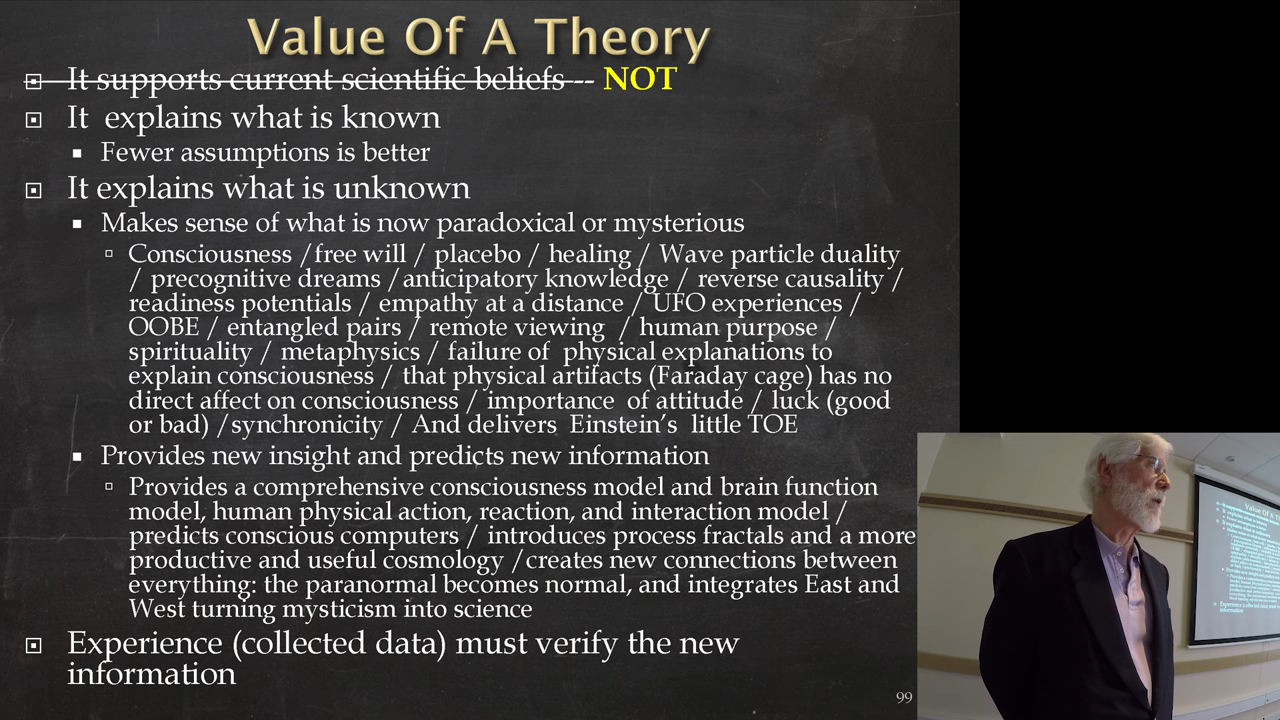 Value Of A Theory
It supports current scientific beliefs -- NOT
It explains what is known
Fewer assumptions is better
It explains what is unknown
Makes sense of what is now paradoxical or mysterious
Consciousness /free will / placebo / healing / Wave particle duality
/ precognitive dreams /anticipatory knowledge / reverse causality /
readiness potentials / empathy at a distance / UFO experiences /
OOBE / entangled pairs / remote viewing / human purpose /
spirituality / metaphysics / failure of physical explanations to
explain consciousness / that physical artifacts (Faraday cage) has no
direct affect on consciousness / importance of attitude / luck (good
or bad) /synchronicity / And delivers Einstein's little TOE
Provides new insight and predicts new information
Provides a comprehensive consciousness model and brain function
model, human physical action, reaction, and interaction model /
predicts conscious computers / introduces process fractals and a more
productive and useful cosmology /creates new connections between
everything: the paranormal becomes normal, and integrates East and
West turning mysticism into science
Experience (collected data) must verify the new
information
99
Value Of A T